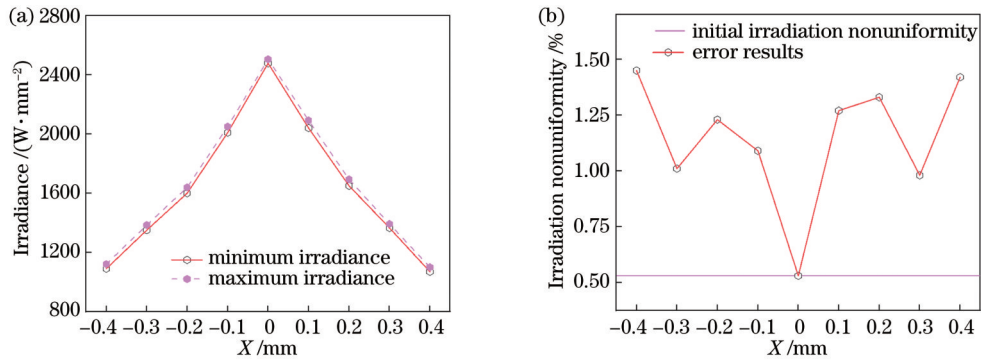 (a)
2800
2400
2000
1600
1200
800
Irradiance /(W·mm⁻²)
minimum irradiance
maximum irradiance
−0.4 −0.3 −0.2 −0.1 0 0.1 0.2 0.3 0.4
X /mm
(b)
1.50
1.25
1.00
0.75
0.50
Irradiation nonuniformity /%
initial irradiation nonuniformity
error results
−0.4 −0.3 −0.2 −0.1 0 0.1 0.2 0.3 0.4
X /mm